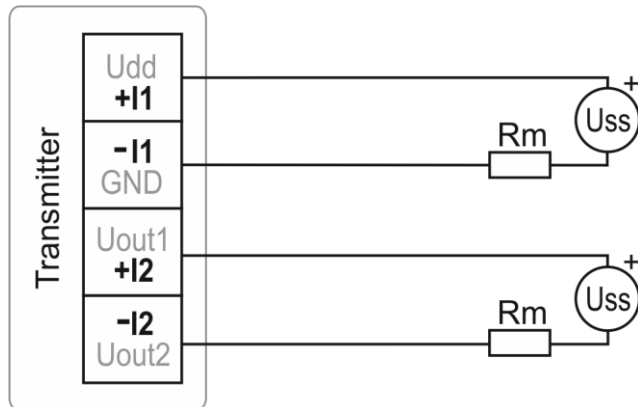 Transmitter
Udd
+I1
-I1
GND
Uout1
+I2
-I2
Uout2
Rm
+
Uss
Rm
+
Uss